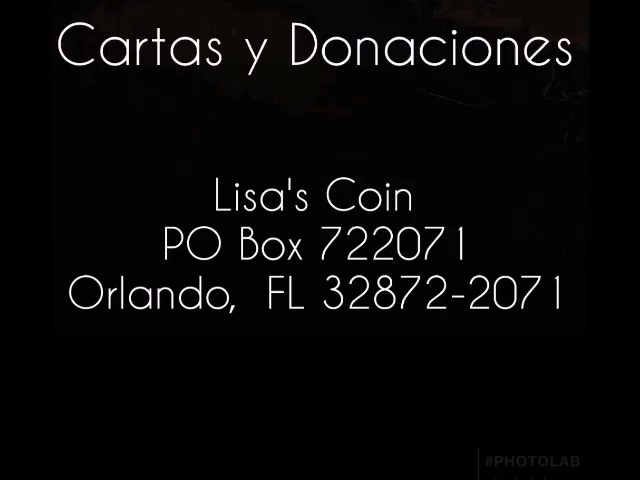 Cartas y Donaciones
Lisa's Coin
PO Box 722071
Orlando, FL 32872-2071
#PHOTOLAB